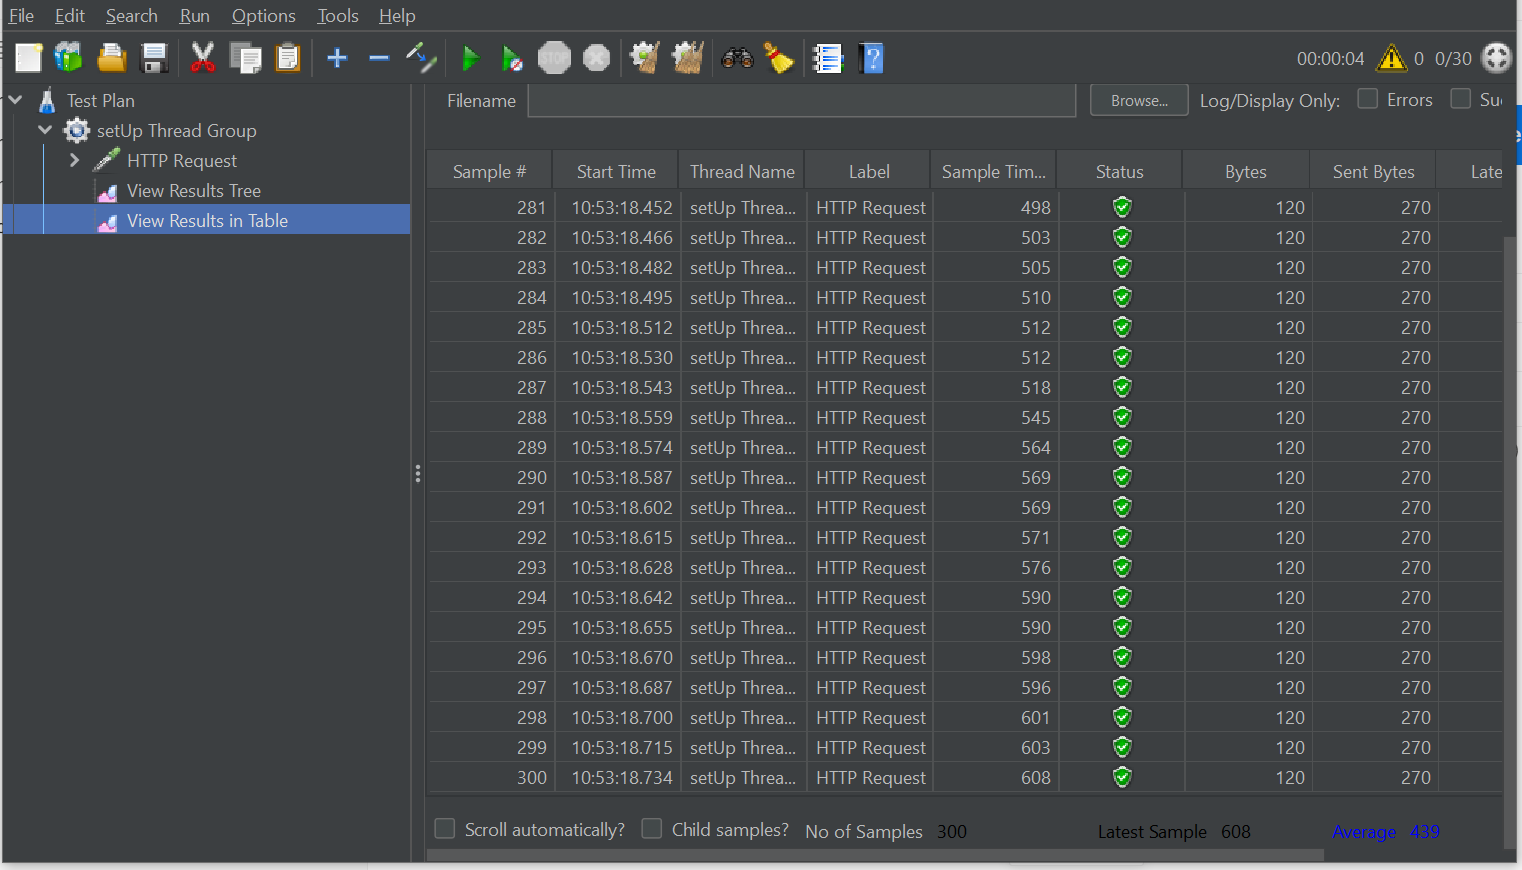 File Edit Search Run Options Tools Help
STOP 00:00:04 0 0/30
Test Plan
setUp Thread Group
HTTP Request
View Results Tree
View Results in Table
Filename Browse... Log/Display Only: Errors Suc
Sample # Start Time Thread Name Label Sample Tim... Status Bytes Sent Bytes Late
281 10:53:18.452 setUp Threa... HTTP Request 498 120 270
282 10:53:18.466 setUp Threa... HTTP Request 503 120 270
283 10:53:18.482 setUp Threa... HTTP Request 505 120 270
284 10:53:18.495 setUp Threa... HTTP Request 510 120 270
285 10:53:18.512 setUp Threa... HTTP Request 512 120 270
286 10:53:18.530 setUp Threa... HTTP Request 512 120 270
287 10:53:18.543 setUp Threa... HTTP Request 518 120 270
288 10:53:18.559 setUp Threa... HTTP Request 545 120 270
289 10:53:18.574 setUp Threa... HTTP Request 564 120 270
290 10:53:18.587 setUp Threa... HTTP Request 569 120 270
291 10:53:18.602 setUp Threa... HTTP Request 569 120 270
292 10:53:18.615 setUp Threa... HTTP Request 571 120 270
293 10:53:18.628 setUp Threa... HTTP Request 576 120 270
294 10:53:18.642 setUp Threa... HTTP Request 590 120 270
295 10:53:18.655 setUp Threa... HTTP Request 590 120 270
296 10:53:18.670 setUp Threa... HTTP Request 598 120 270
297 10:53:18.687 setUp Threa... HTTP Request 596 120 270
298 10:53:18.700 setUp Threa... HTTP Request 601 120 270
299 10:53:18.715 setUp Threa... HTTP Request 603 120 270
300 10:53:18.734 setUp Threa... HTTP Request 608 120 270
Scroll automatically? Child samples? No of Samples 300 Latest Sample 608 Average 439